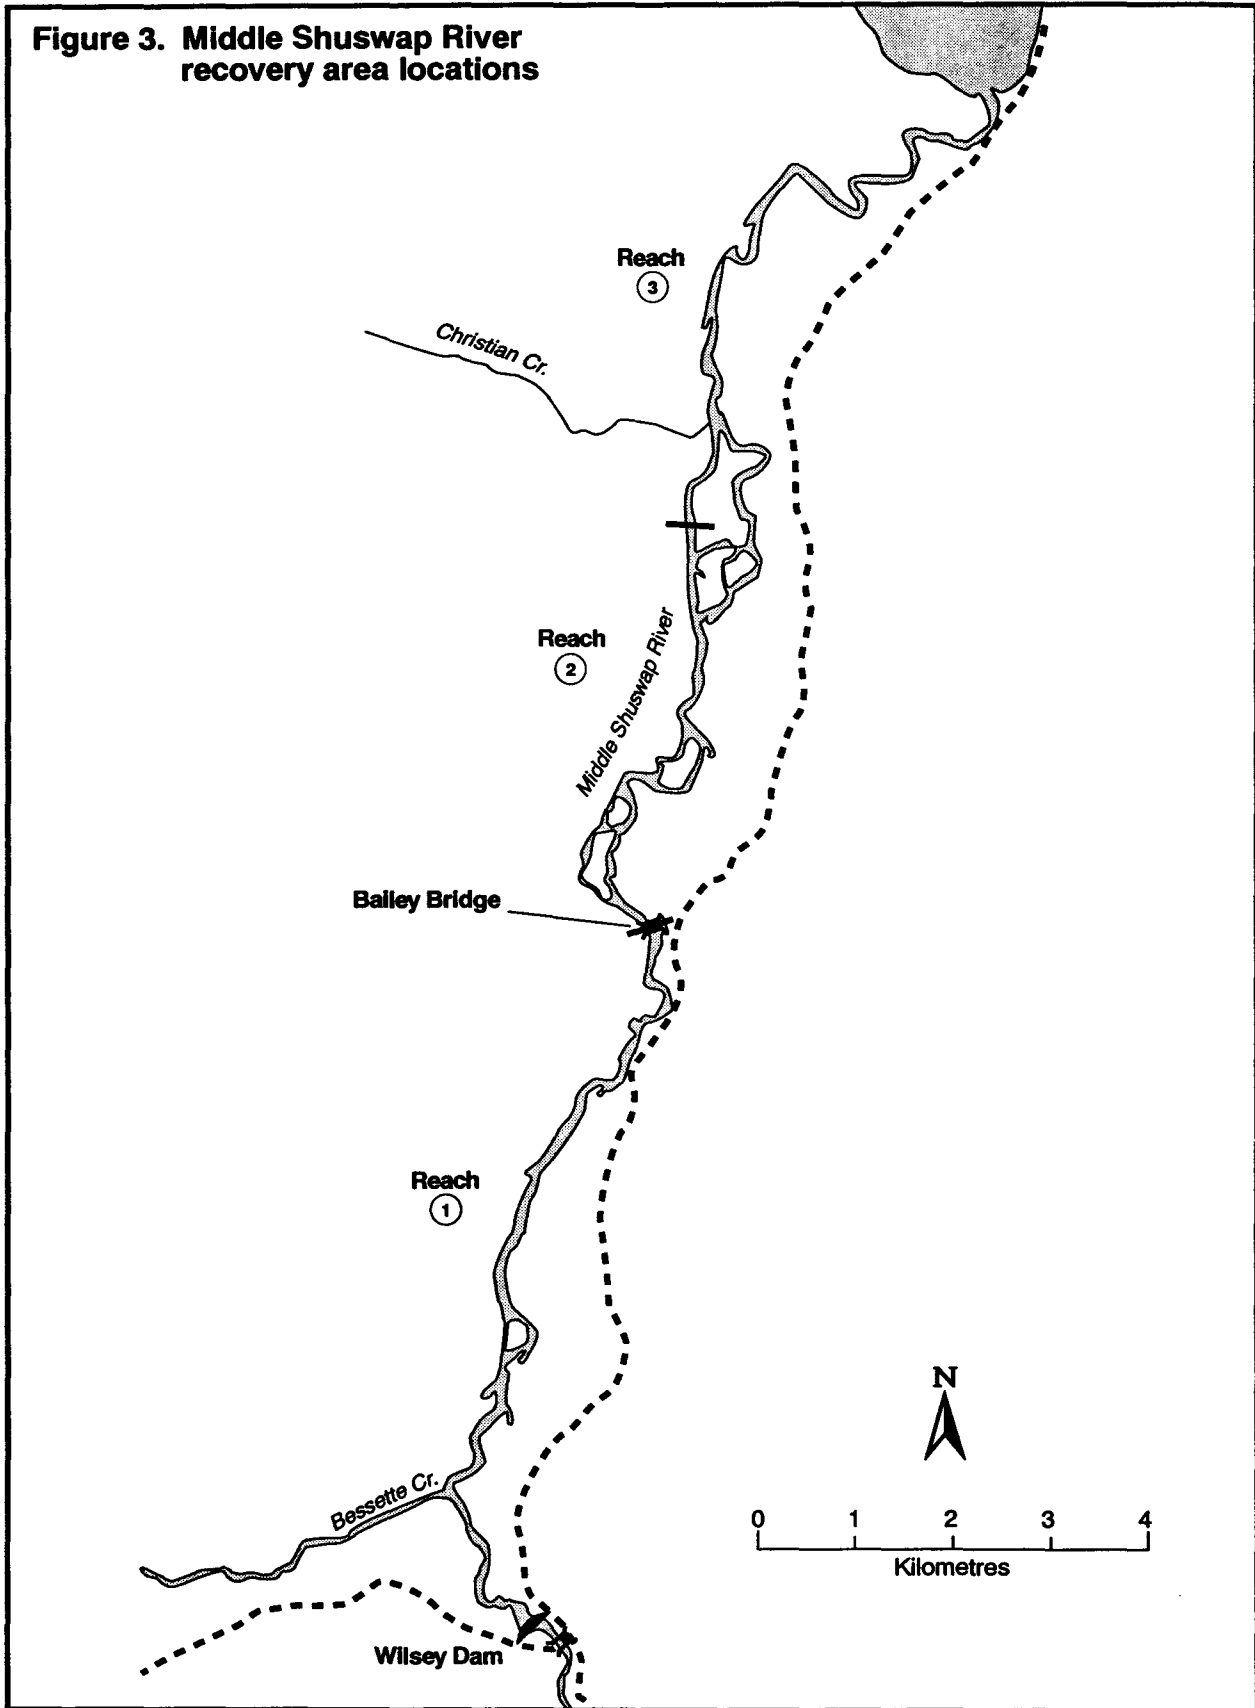 Figure 3. Middle Shuswap River
recovery area locations
Reach
3
Christian Cr.
Reach
2
Middle Shuswap River
Bailey Bridge
Reach
1
N
Bessette Cr.
0 1 2 3 4
Kilometres
Wilsey Dam